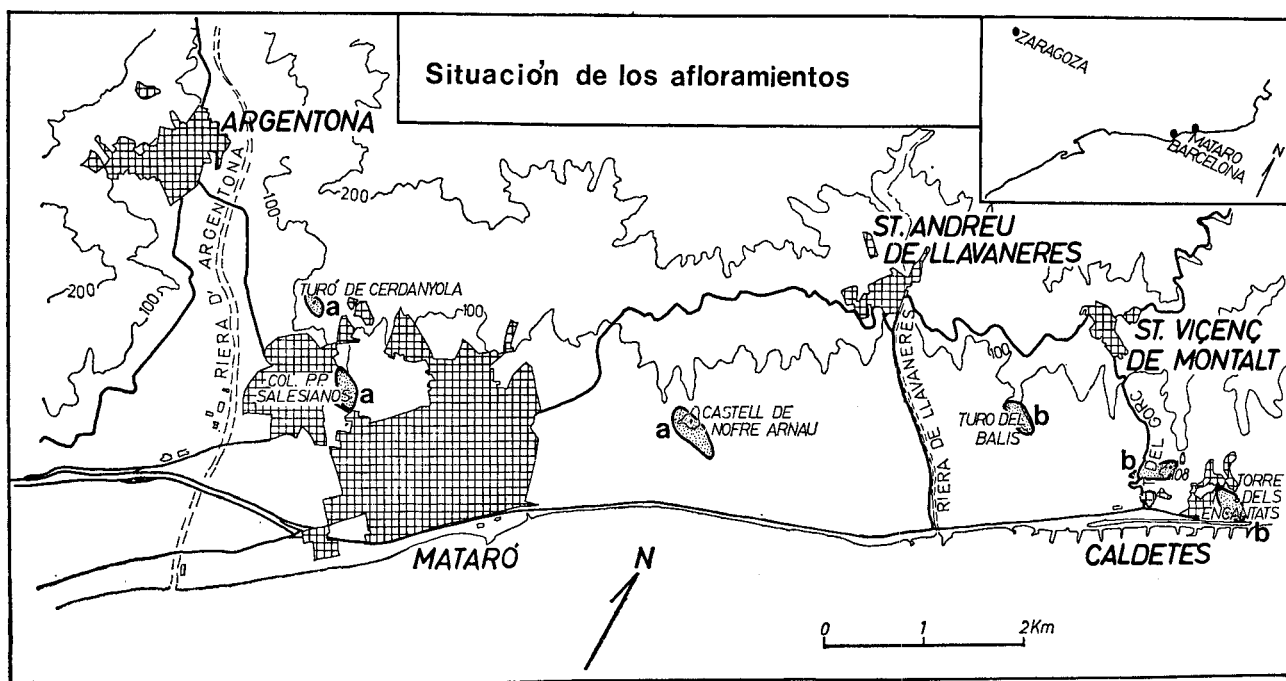 Situación de los afloramientos
ZARAGOZA
MATARO
BARCELONA
N
ARGENTONA
RIERA D' ARGENTONA
100
200
200
100
TURÓ DE CERDANYOLA
a
100
COL. PP.
SALESIANOS
a
ST. ANDREU
DE LLAVANERES
RIERA DE LLAVANERES
100
ST. VIÇENÇ
DE MONTALT
a
CASTELL DE
NOFRE ARNAU
TURO DEL
BALIS
b
DEL GORC
b
108
TORRE
DELS
ENCANTATS
b
MATARÓ
CALDETES
N
0 1 2Km